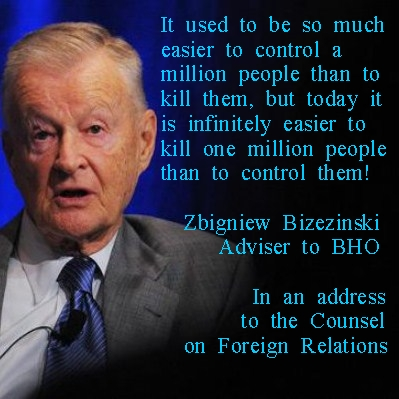 It used to be so much
easier to control a
million people than to
kill them, but today it
is infinitely easier to
kill one million people
than to control them!
Zbigniew Bizezinski
Adviser to BHO
In an address
to the Counsel
on Foreign Relations